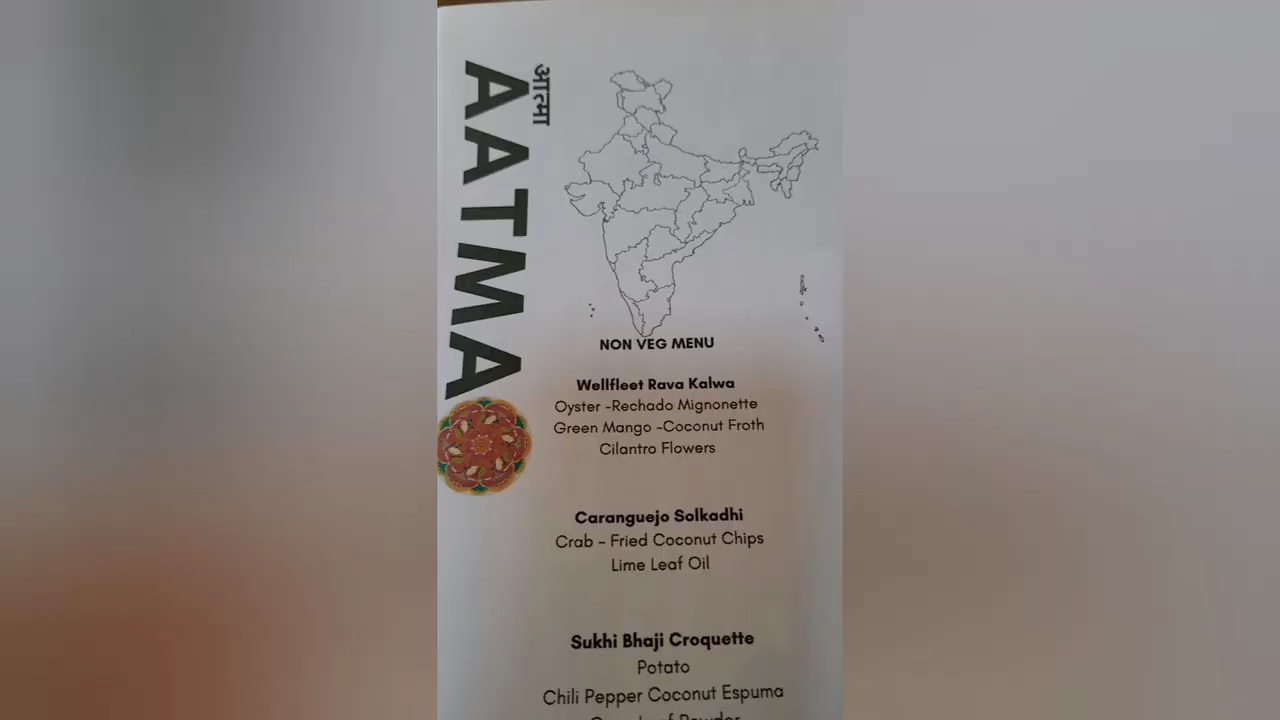 आत्मा
AATMA
NON VEG MENU
Wellfleet Rava Kalwa
Oyster -Rechado Mignonette
Green Mango -Coconut Froth
Cilantro Flowers
Caranguejo Solkadhi
Crab - Fried Coconut Chips
Lime Leaf Oil
Sukhi Bhaji Croquette
Potato
Chili Pepper Coconut Espuma